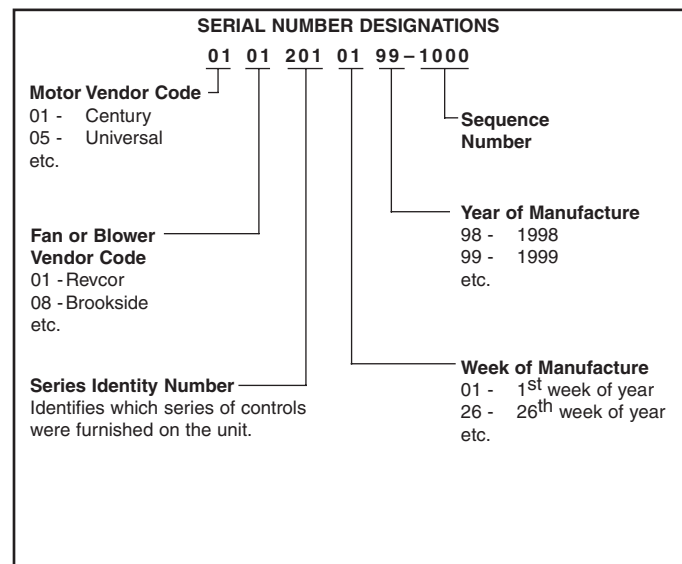 SERIAL NUMBER DESIGNATIONS
01 01 201 01 99–1000
Motor Vendor Code
01 - Century
05 - Universal
etc.
Fan or Blower
Vendor Code
01 - Revcor
08 - Brookside
etc.
Series Identity Number
Identifies which series of controls
were furnished on the unit.
Sequence
Number
Year of Manufacture
98 - 1998
99 - 1999
etc.
Week of Manufacture
01 - 1st week of year
26 - 26th week of year
etc.